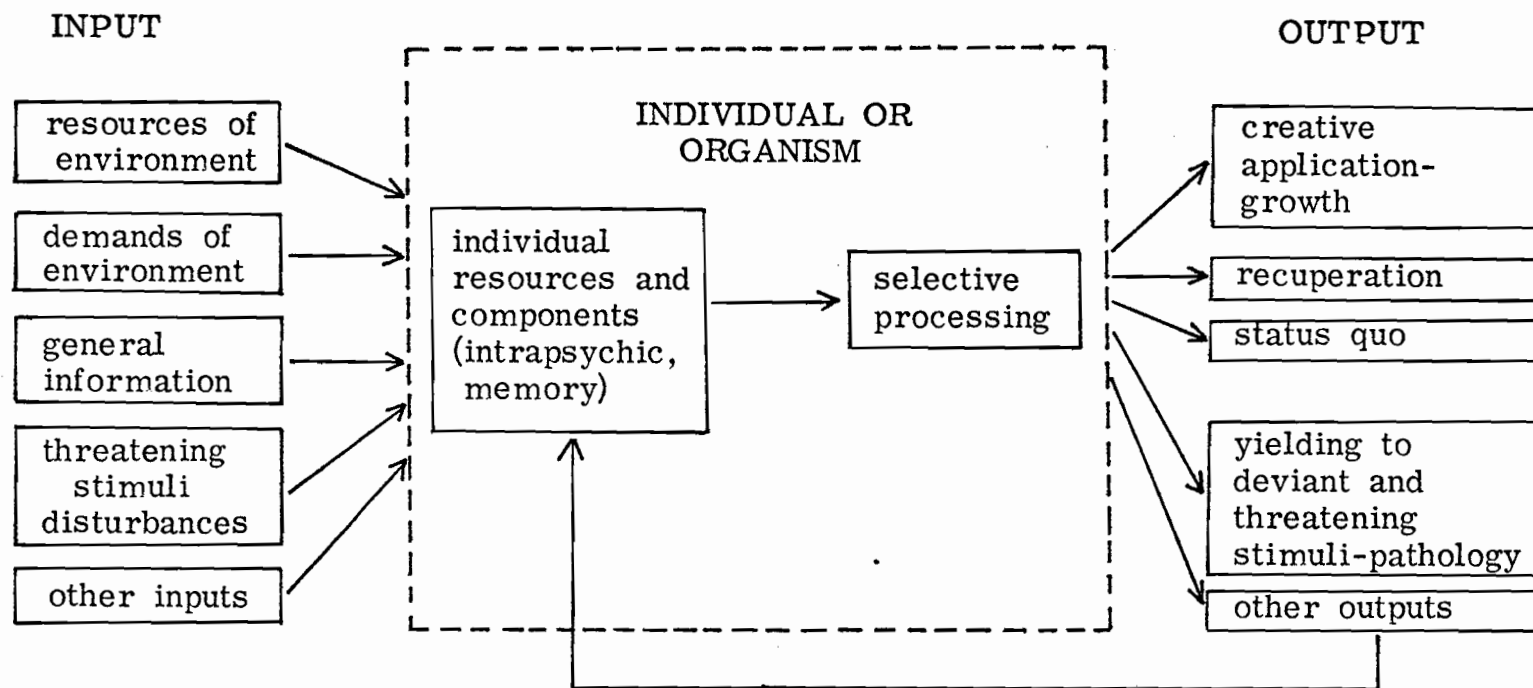 INPUT
resources of
environment
demands of
environment
general
information
threatening
stimuli
disturbances
other inputs
INDIVIDUAL OR
ORGANISM
individual
resources and
components
(intrapsychic,
memory)
selective
processing
OUTPUT
creative
application-
growth
recuperation
status quo
yielding to
deviant and
threatening
stimuli-pathology
other outputs